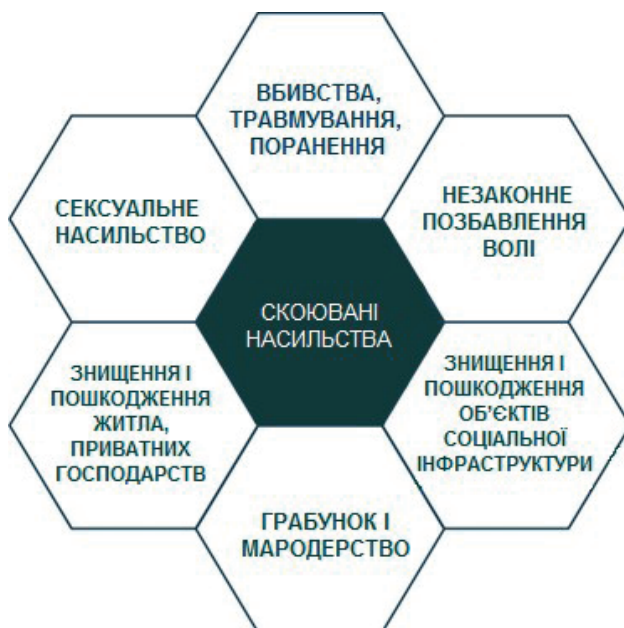 ВБИВСТВА,
ТРАВМУВАННЯ,
ПОРАНЕННЯ
СЕКСУАЛЬНЕ
НАСИЛЬСТВО
НЕЗАКОННЕ
ПОЗБАВЛЕННЯ
ВОЛІ
СКОЮВАНІ
НАСИЛЬСТВА
ЗНИЩЕННЯ І
ПОШКОДЖЕННЯ
ЖИТЛА,
ПРИВАТНИХ
ГОСПОДАРСТВ
ЗНИЩЕННЯ І
ПОШКОДЖЕННЯ
ОБ'ЄКТІВ
СОЦІАЛЬНОЇ
ІНФРАСТРУКТУРИ
ГРАБУНОК І
МАРОДЕРСТВО